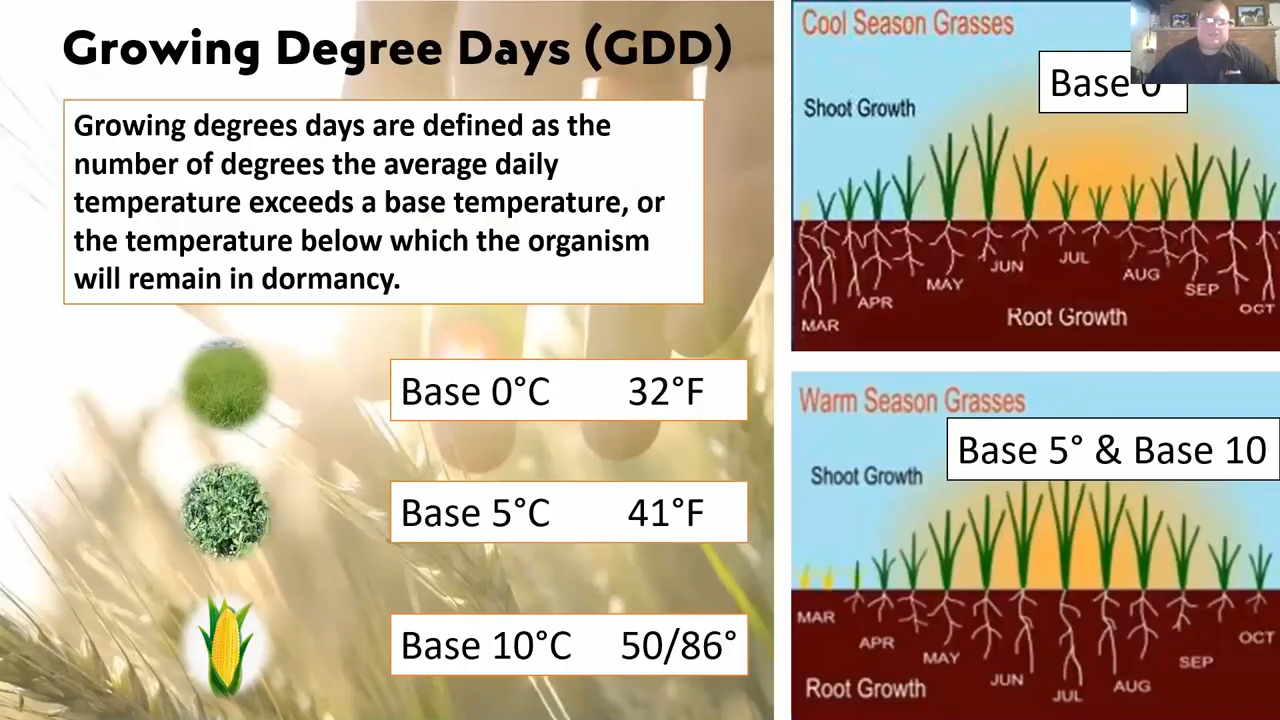 Growing Degree Days (GDD)
Growing degrees days are defined as the
number of degrees the average daily
temperature exceeds a base temperature, or
the temperature below which the organism
will remain in dormancy.
Base 0°C 32°F
Base 5°C 41°F
Base 10°C 50/86°
Cool Season Grasses
Base 0
Shoot Growth
MAR
APR
MAY
JUN
JUL
AUG
SEP
OCT
Root Growth
Warm Season Grasses
Base 5° & Base 10
Shoot Growth
MAR
APR
MAY
JUN
JUL
AUG
SEP
OCT
Root Growth